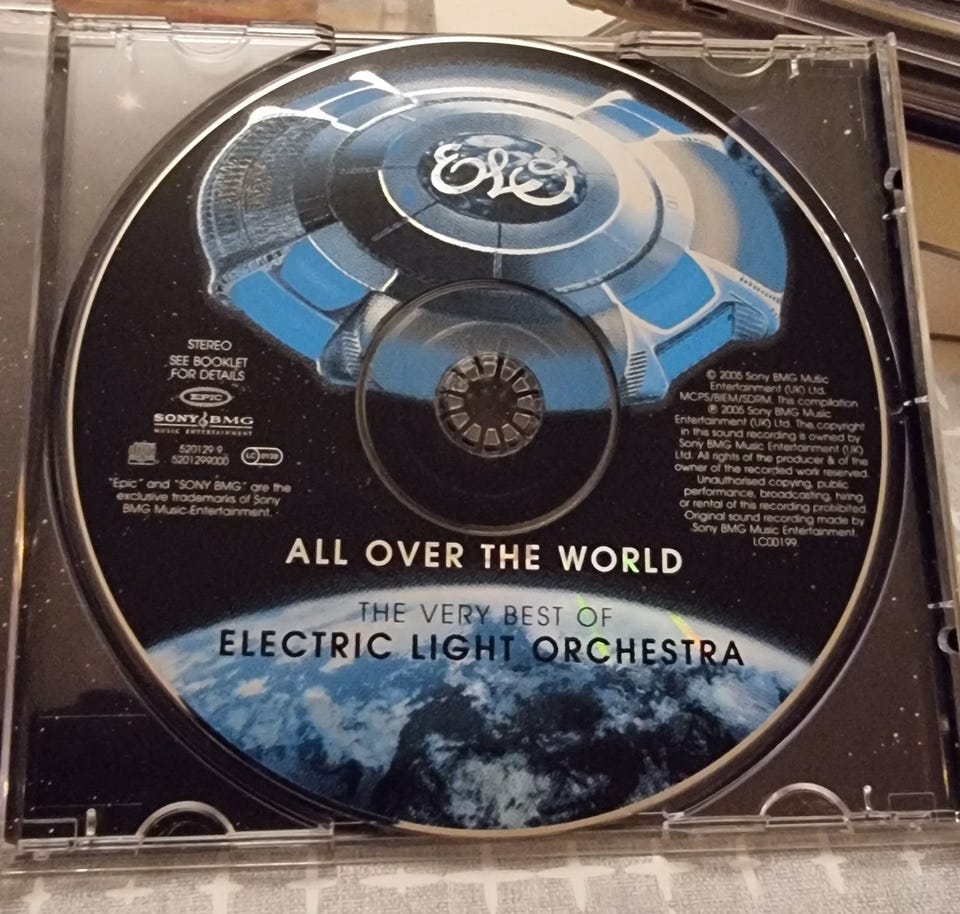 ELO
STEREO
SEE BOOKLET
FOR DETAILS
EPIC
SONY BMG
MUSIC ENTERTAINMENT
520129 9
5201299000
LC 0199
"Epic" and "SONY BMG" are the
exclusive trademarks of Sony
BMG Music Entertainment.
© 2005 Sony BMG Music
Entertainment (UK) Ltd.
MCPS/BIEM/SDRM. This compilation
℗ 2005 Sony BMG Music
Entertainment (UK) Ltd. The copyright
in this sound recording is owned by
Sony BMG Music Entertainment (UK)
Ltd. All rights of the producer & of the
owner of the recorded work reserved.
Unauthorised copying, public
performance, broadcasting, hiring
or rental of this recording prohibited.
Original sound recording made by
Sony BMG Music Entertainment.
LC00199
ALL OVER THE WORLD
THE VERY BEST OF
ELECTRIC LIGHT ORCHESTRA